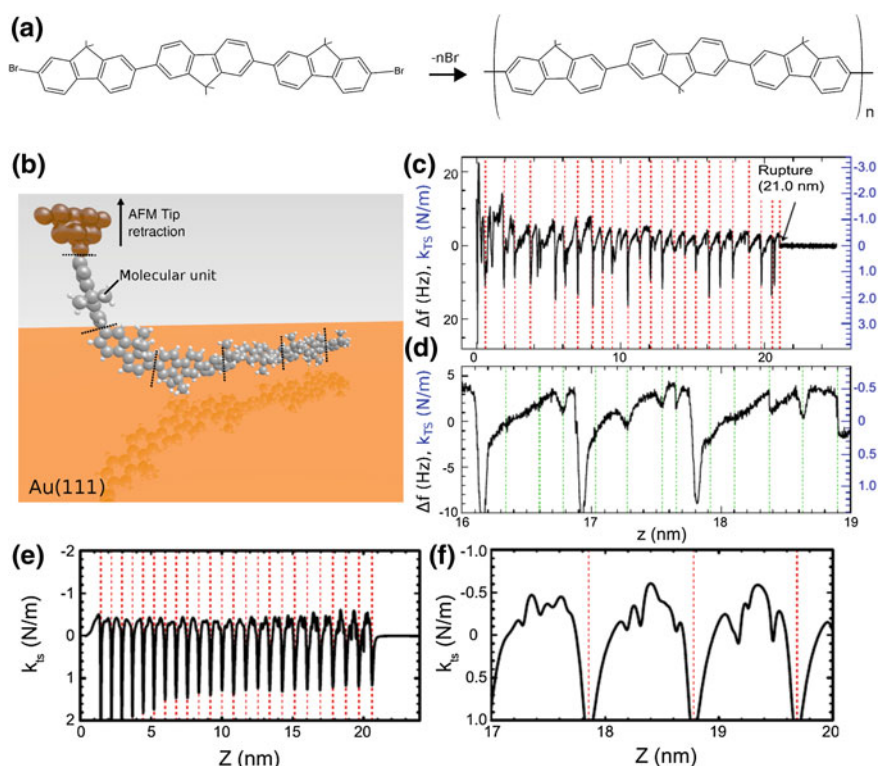 (a)
Br
Br
-nBr
n
(b)
AFM Tip
retraction
Molecular unit
Au(111)
(c)
Δf (Hz), kTS (N/m)
20
10
0
10
20
0
10
20
-3.0
-2.0
-1.0
0
1.0
2.0
3.0
Rupture
(21.0 nm)
(d)
Δf (Hz), kTS (N/m)
5
0
-5
-10
16
17
18
19
z (nm)
-0.5
0
0.5
1.0
(e)
kts (N/m)
-2
-1
0
1
2
0
5
10
15
20
Z (nm)
(f)
kts (N/m)
-1.0
-0.5
0
0.5
1.0
17
18
19
20
Z (nm)